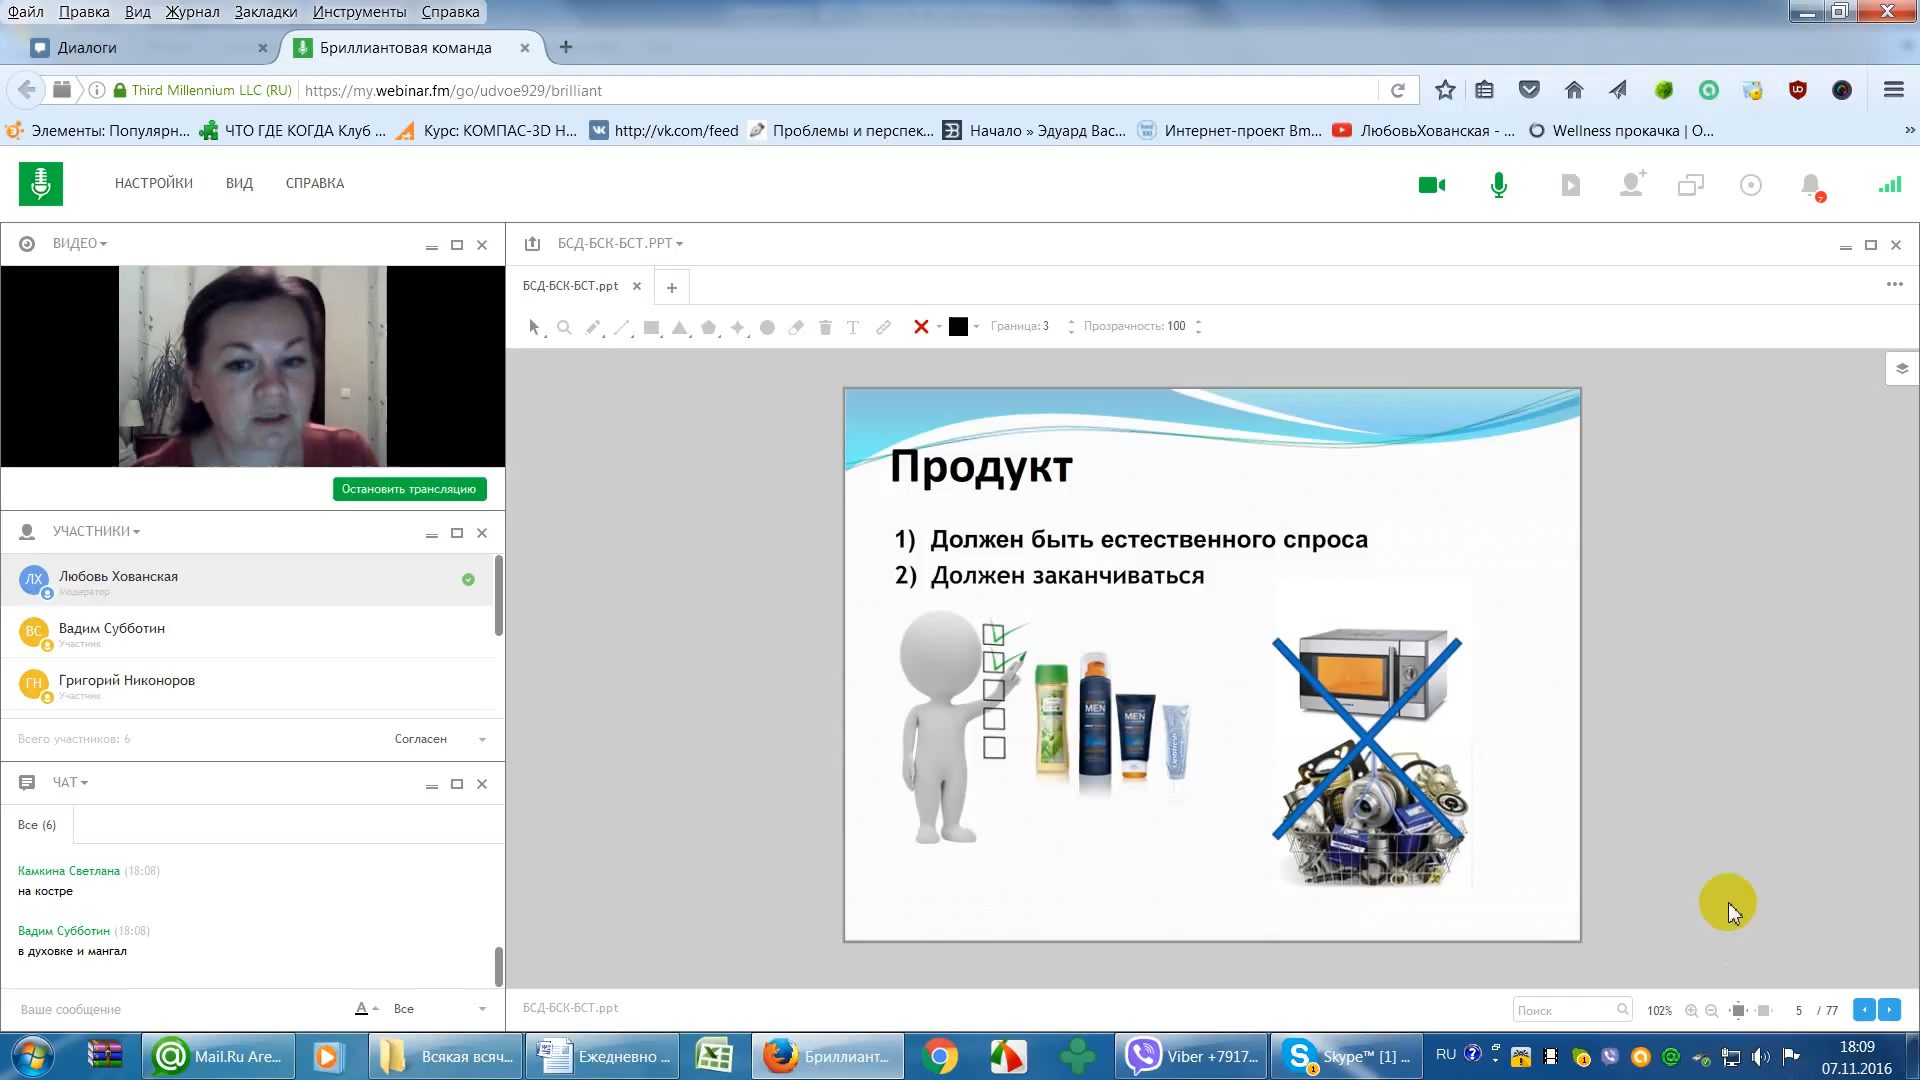 Файл Правка Вид Журнал Закладки Инструменты Справка
Диалоги
Бриллиантовая команда
Third Millennium LLC (RU)
https://my.webinar.fm/go/udvoe929/brilliant
Элементы: Популярн...
ЧТО ГДЕ КОГДА Клуб ...
Курс: КОМПАС-3D Н...
http://vk.com/feed
Проблемы и перспек...
Начало » Эдуард Вас...
Интернет-проект Bm...
ЛюбовьХованская - ...
Wellness прокачка | О...
НАСТРОЙКИ ВИД СПРАВКА
ВИДЕО
Остановить трансляцию
УЧАСТНИКИ
ЛХ
Любовь Хованская
Модератор
ВС
Вадим Субботин
Участник
ГН
Григорий Никоноров
Участник
Всего участников: 6
Согласен
ЧАТ
Все (6)
Камкина Светлана (18:08)
на костре
Вадим Субботин (18:08)
в духовке и мангал
Ваше сообщение
A
Все
БСД-БСК-БСТ.PPT
БСД-БСК-БСТ.ppt
Граница: 3
Прозрачность: 100
Продукт
1) Должен быть естественного спроса
2) Должен заканчиваться
MEN
MEN
БСД-БСК-БСТ.ppt
Поиск
102%
5 / 77
Mail.Ru Аге...
Всякая всяч...
Ежедневно ...
Бриллиант...
Viber +7917...
Skype™ [1] ...
RU
18:09
07.11.2016